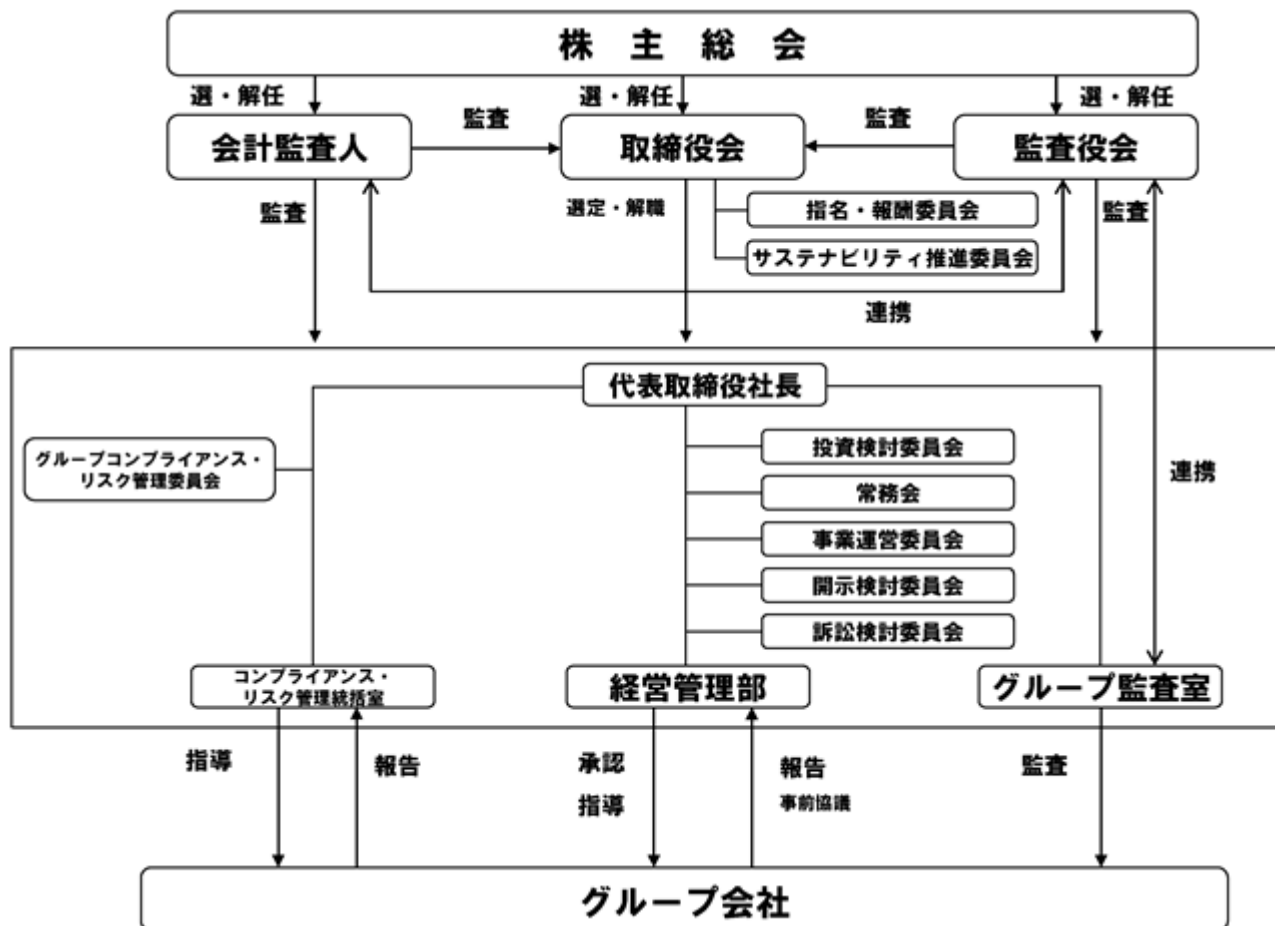 株主総会
選・解任
選・解任
選・解任
会計監査人
監査
取締役会
監査
監査役会
監査
選定・解職
指名・報酬委員会
監査
サステナビリティ推進委員会
連携
代表取締役社長
グループコンプライアンス・
リスク管理委員会
投資検討委員会
常務会
事業運営委員会
開示検討委員会
訴訟検討委員会
連携
コンプライアンス・
リスク管理統括室
経営管理部
グループ監査室
指導
報告
承認
指導
報告
事前協議
監査
グループ会社